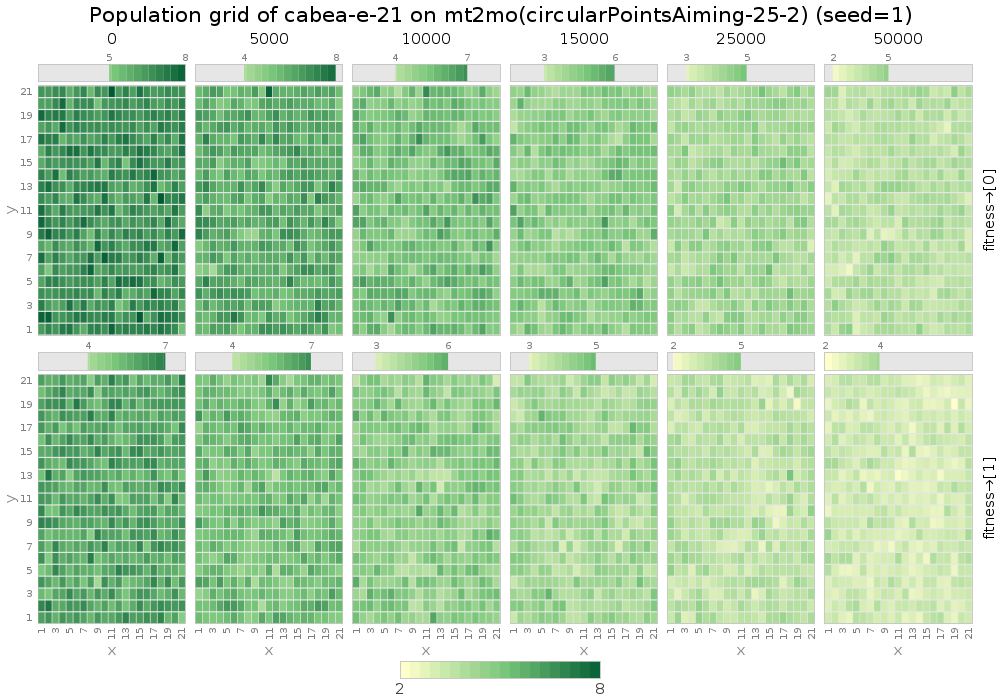 Population grid of cabea-e-21 on mt2mo(circularPointsAiming-25-2) (seed=1)
0 5000 10000 15000 25000 50000
5 8 4 8 4 7 3 6 3 5 2 5
21
19
17
15
13
y 11
9
7
5
3
1
fitness→[0]
4 7 4 7 3 6 3 5 2 5 2 4
21
19
17
15
13
y 11
9
7
5
3
1
fitness→[1]
1 3 5 7 9 11 13 15 17 19 21 1 3 5 7 9 11 13 15 17 19 21 1 3 5 7 9 11 13 15 17 19 21 1 3 5 7 9 11 13 15 17 19 21 1 3 5 7 9 11 13 15 17 19 21 1 3 5 7 9 11 13 15 17 19 21
X X X X X X
2 8